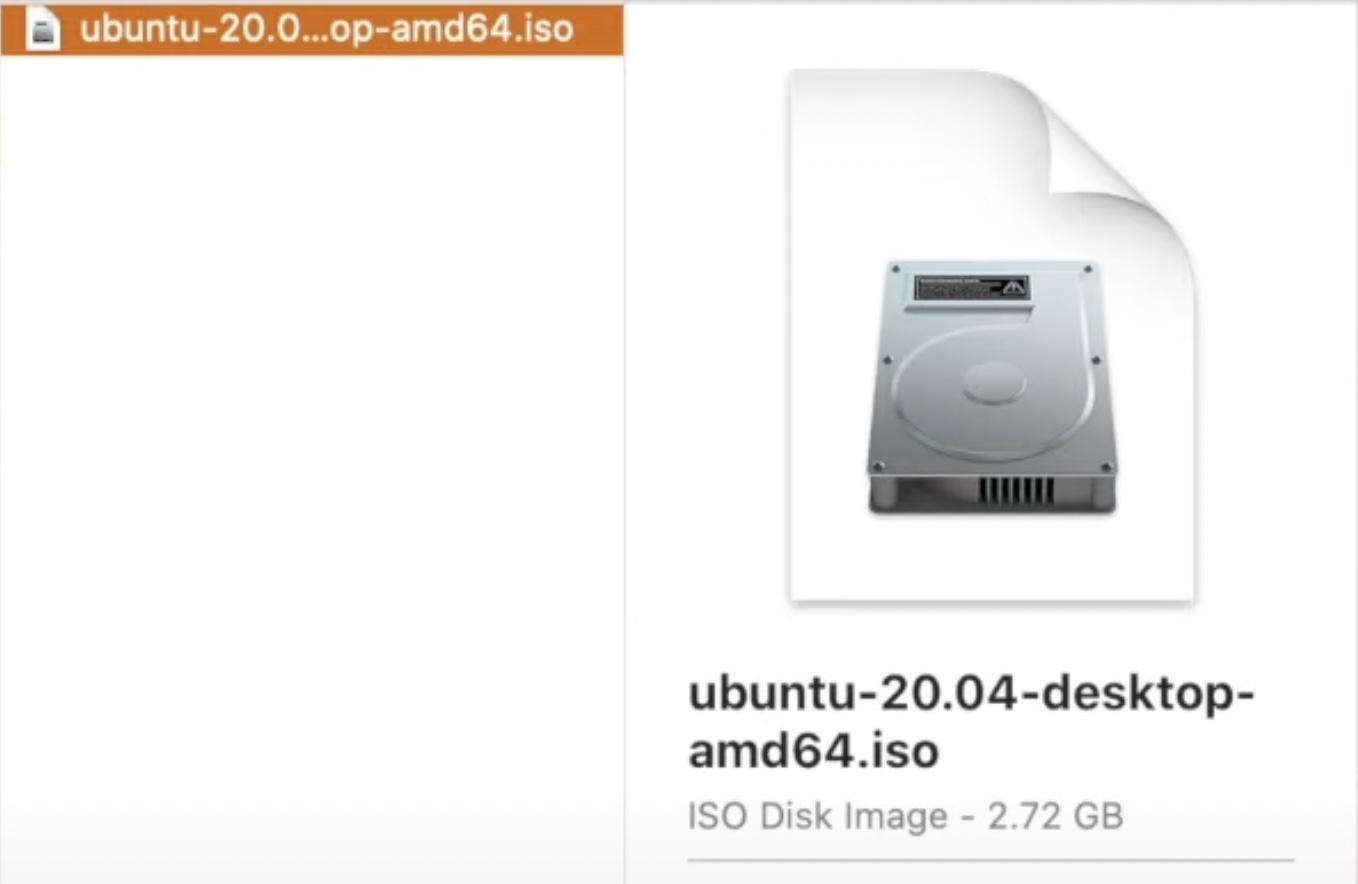 ubuntu-20.0...op-amd64.iso
ubuntu-20.04-desktop-
amd64.iso
ISO Disk Image - 2.72 GB